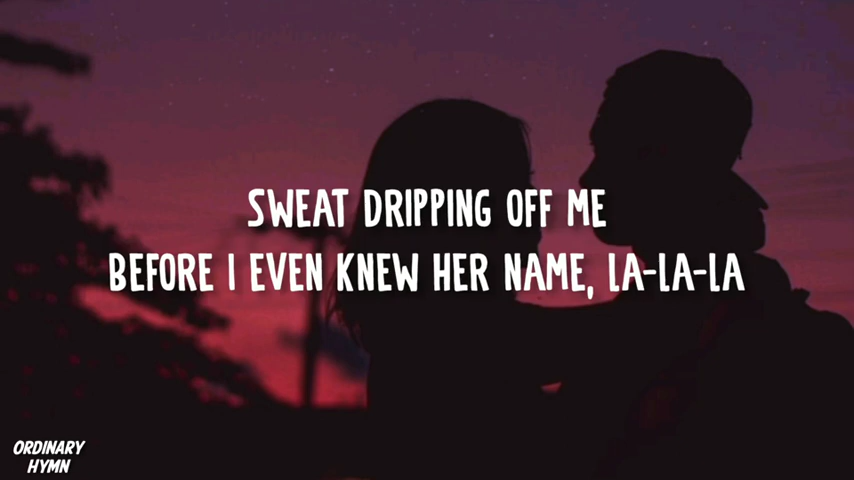 SWEAT DRIPPING OFF ME
BEFORE I EVEN KNEW HER NAME, LA-LA-LA
ORDINARY
HYMN